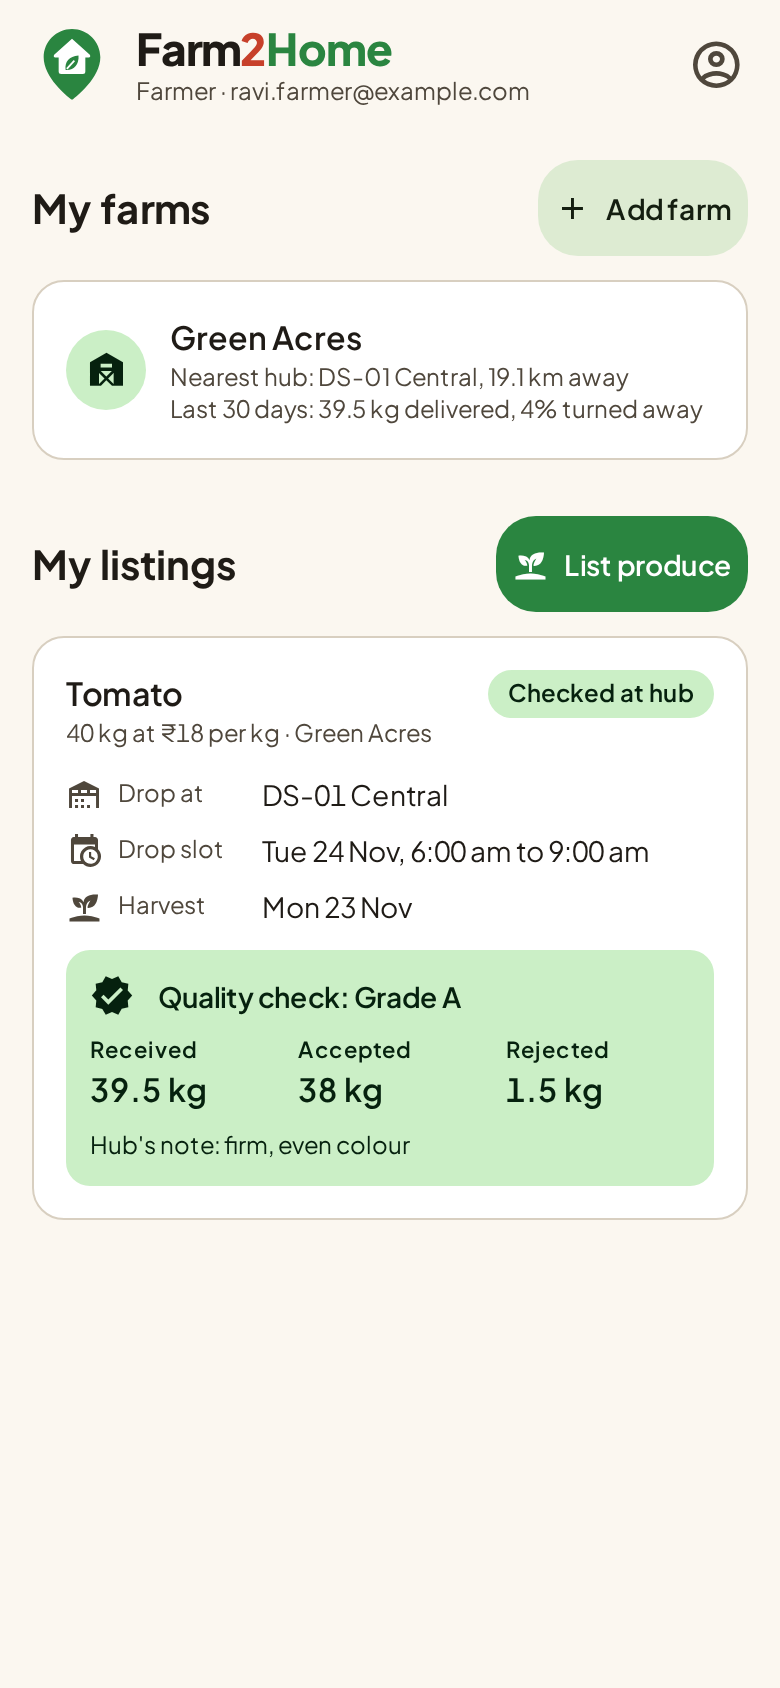 Farm2Home
Farmer · ravi.farmer@example.com
My farms
Add farm
Green Acres
Nearest hub: DS-01 Central, 19.1 km away
Last 30 days: 39.5 kg delivered, 4% turned away
My listings
List produce
Tomato
Checked at hub
40 kg at ₹18 per kg · Green Acres
Drop at DS-01 Central
Drop slot Tue 24 Nov, 6:00 am to 9:00 am
Harvest Mon 23 Nov
Quality check: Grade A
Received Accepted Rejected
39.5 kg 38 kg 1.5 kg
Hub's note: firm, even colour